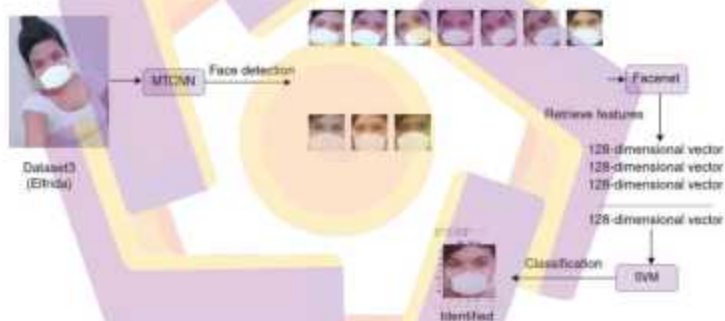 MTCNN
Face detection
Facenet
Retrieve features
128-dimensional vector
128-dimensional vector
128-dimensional vector
128-dimensional vector
Dataset3
(Elfrida)
Classification
SVM
Identified